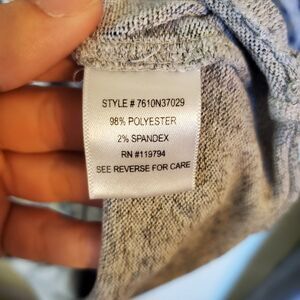 STYLE # 7610N37029
98% POLYESTER
2% SPANDEX
RN #119794
SEE REVERSE FOR CARE